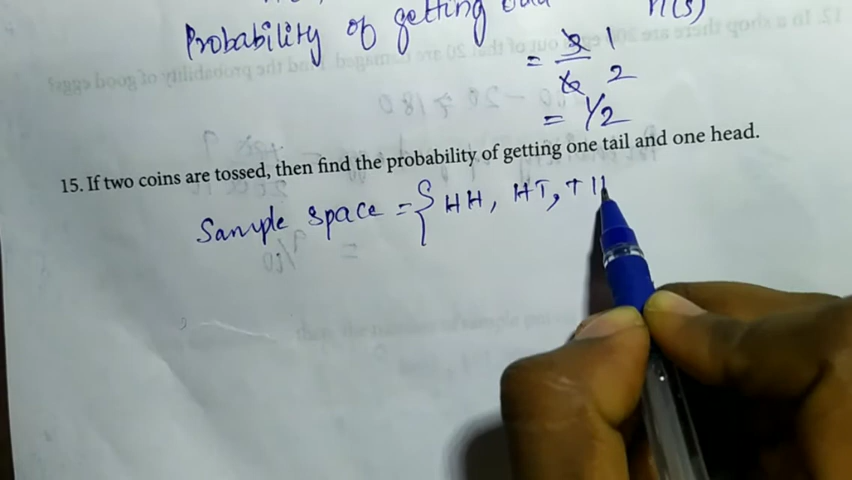 Probability of getting
n(s)
= 3/6 1/2
= 1/2
15. If two coins are tossed, then find the probability of getting one tail and one head.
Sample space = { HH, HT, TH